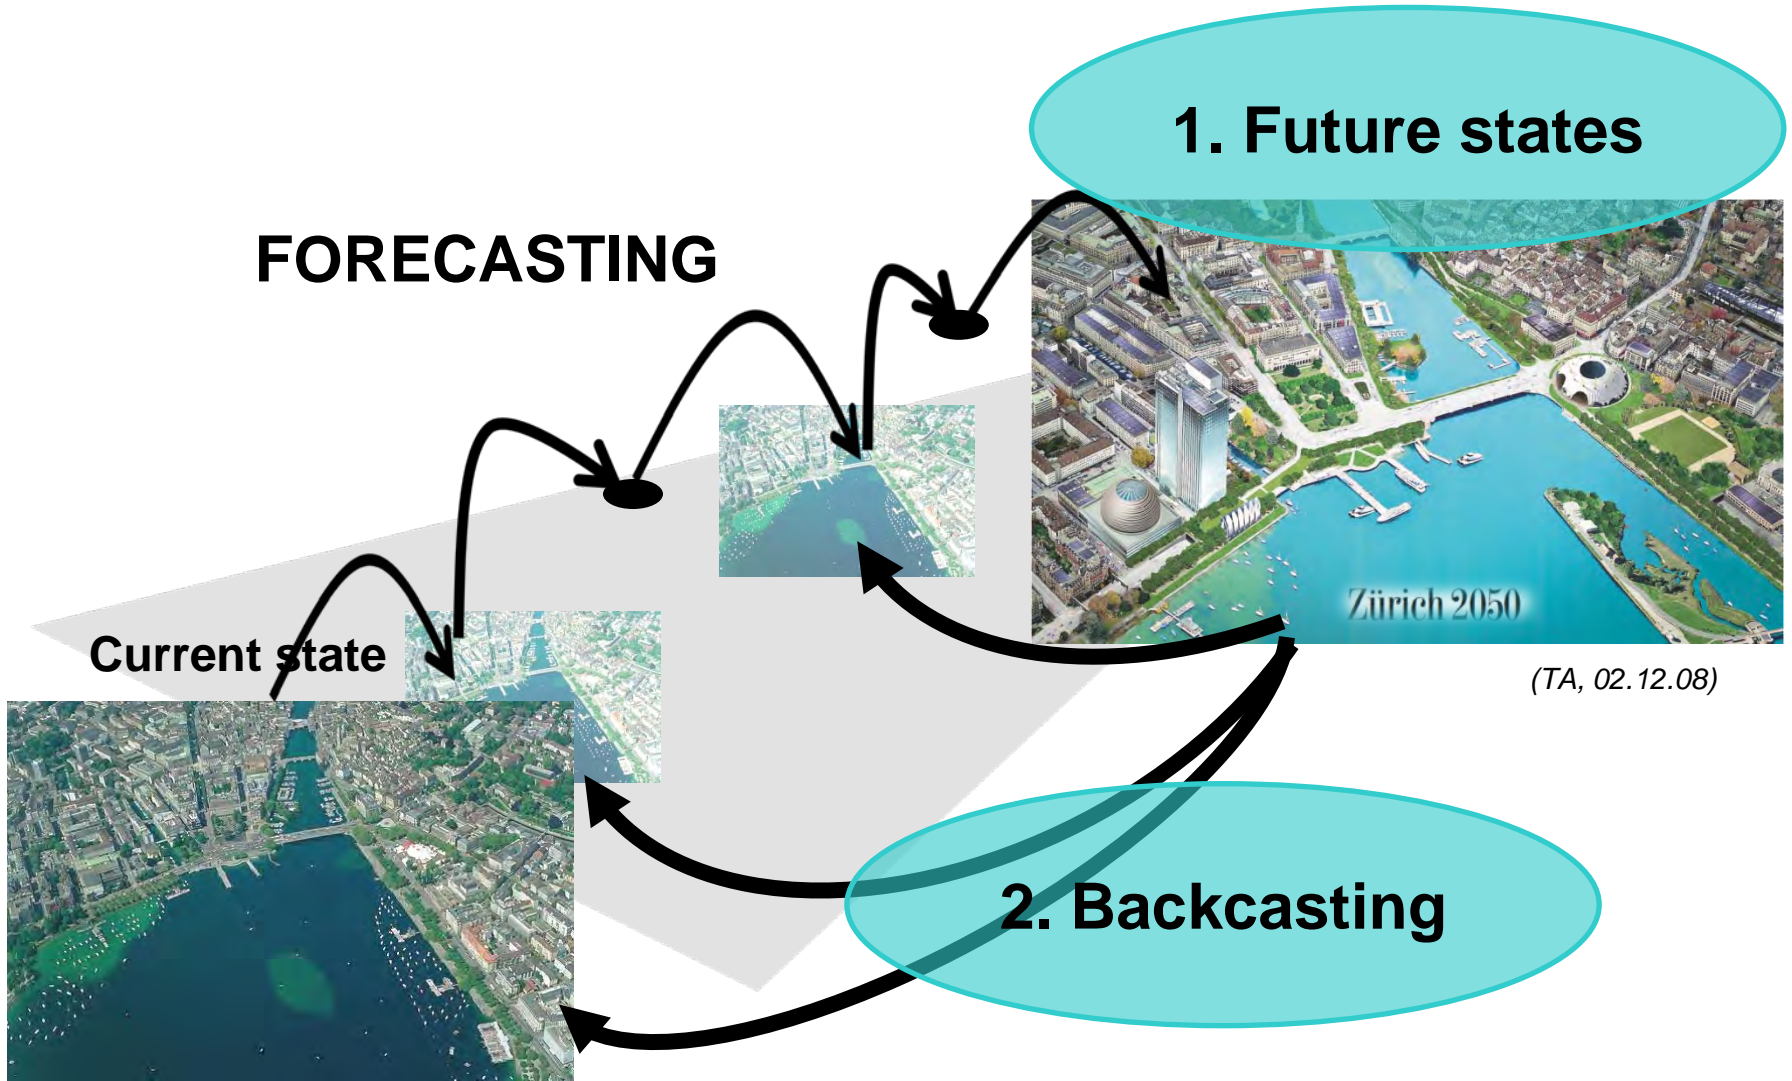 1. Future states
FORECASTING
Zürich 2050
Current state
(TA, 02.12.08)
2. Backcasting